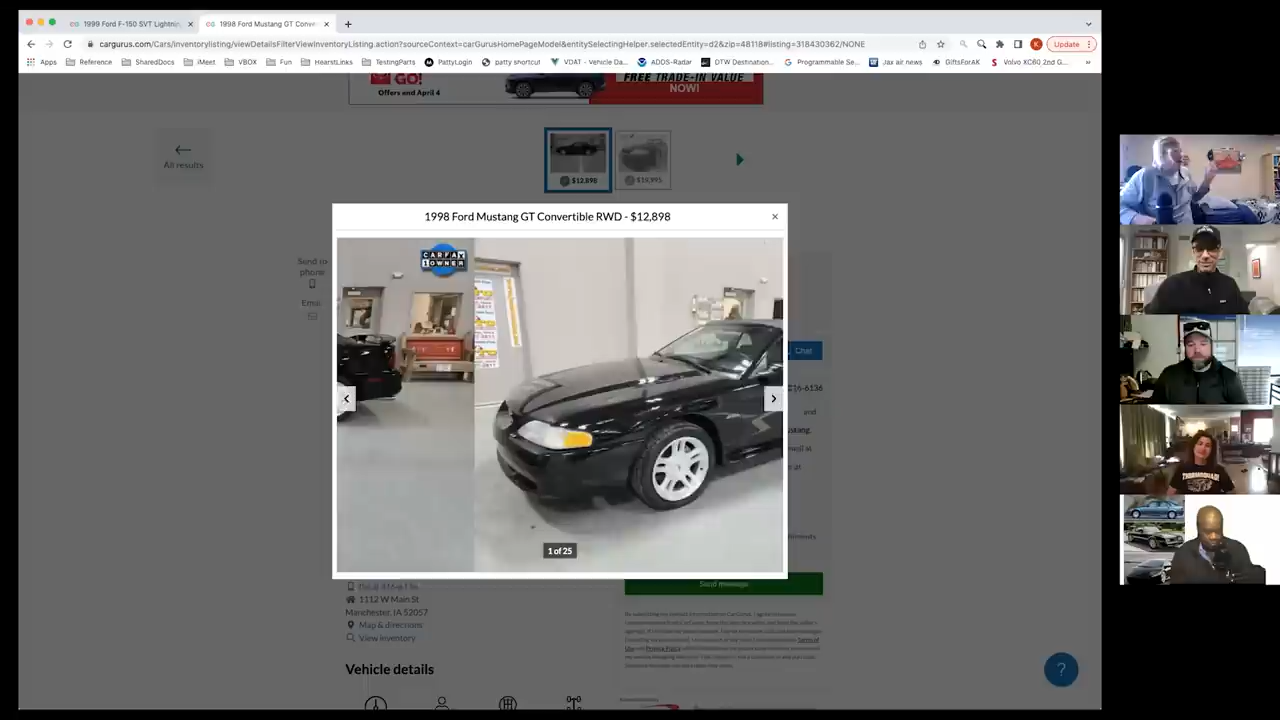 1999 Ford F-150 SVT Lightnin
1998 Ford Mustang GT Conve
cargurus.com/Cars/inventorylisting/viewDetailsFilterViewInventoryListing.action?sourceContext=carGurusHomePageModel&entitySelectingHelper.selectedEntity=d2&zip=48118#listing=318430362/NONE
Update
Apps Reference SharedDocs iMeet VBOX Fun HearstLinks TestingParts PattyLogin patty shortcut VDAT - Vehicle Da... ADDS-Radar DTW Destination... Programmable Se... Jax air news GiftsForAK Volvo XC60 2nd G...
GO!
FREE TRADE-IN VALUE
NOW!
Offers end April 4
All results
$12,898
1998 Ford Mustang GT Convertible RWD - $12,898
CARFAX
1 OWNER
Send to
phone
Chat
and
1 of 25
Send message
1112 W Main St
Manchester, IA 52057
Map & directions
View inventory
Vehicle details
?